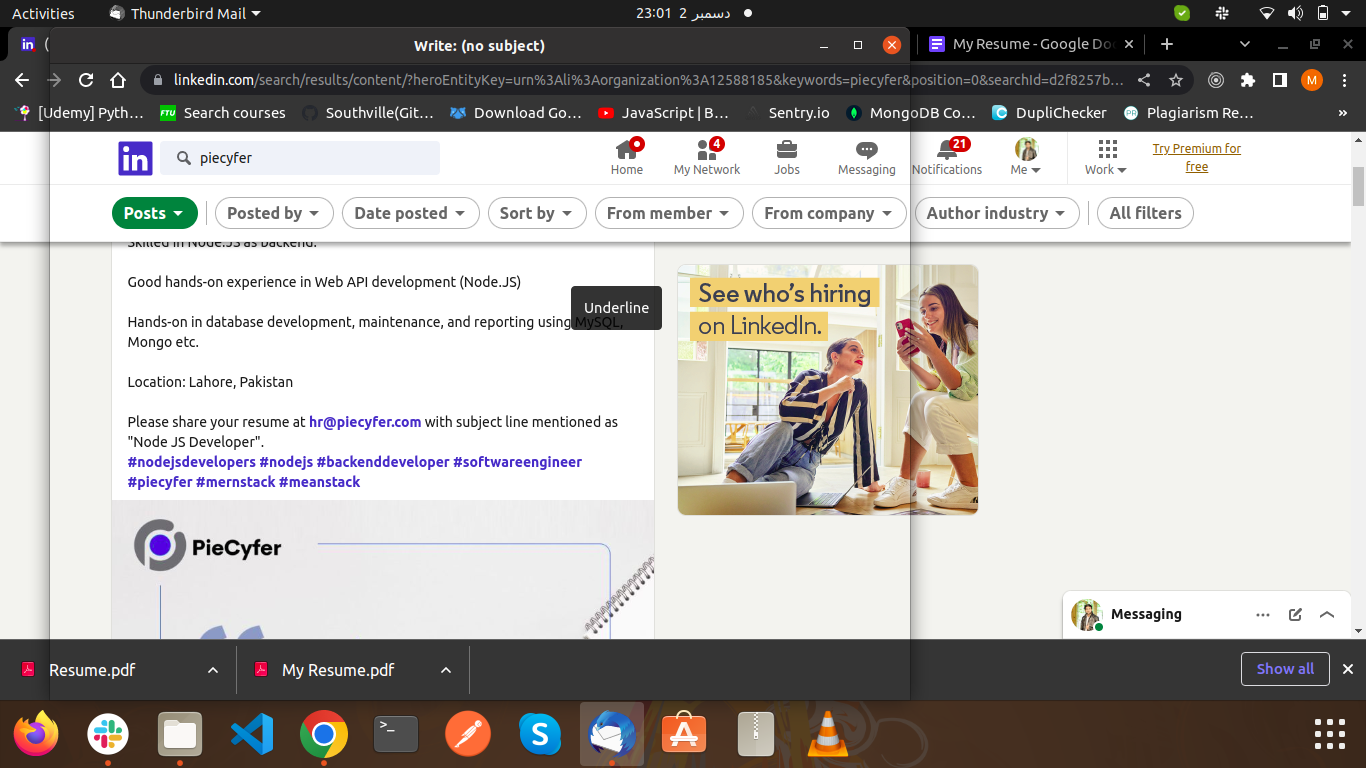 Activities
Thunderbird Mail
23:01 2 دسمبر
Write: (no subject)
My Resume - Google Do
linkedin.com/search/results/content/?heroEntityKey=urn%3Ali%3Aorganization%3A12588185&keywords=piecyfer&position=0&searchId=d2f8257b…
M
[Udemy] Pyth…
FTU Search courses
Southville(Git…
Download Go…
JavaScript | B…
Sentry.io
MongoDB Co…
DupliChecker
PR Plagiarism Re…
»
in
piecyfer
Home
4
My Network
Jobs
Messaging
21
Notifications
Me
Work
Try Premium for
free
Posts
Posted by
Date posted
Sort by
From member
From company
Author industry
All filters
Skilled in Node.JS as backend.
Good hands-on experience in Web API development (Node.JS)
Underline
Hands-on in database development, maintenance, and reporting using MySQL,
Mongo etc.
Location: Lahore, Pakistan
Please share your resume at hr@piecyfer.com with subject line mentioned as
"Node JS Developer".
#nodejsdevelopers #nodejs #backenddeveloper #softwareengineer
#piecyfer #mernstack #meanstack
PieCyfer
See who's hiring
on LinkedIn.
Messaging
Resume.pdf
My Resume.pdf
Show all